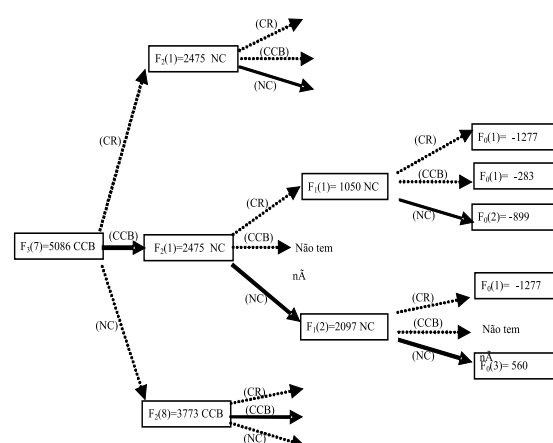 (CR)
F2(1)=2475 NC
(CCB)
(NC)
(CR)
F0(1)= -1277
(CR)
(CR)
F1(1)= 1050 NC
(CCB)
F0(1)= -283
(CR)
(NC)
F0(2)= -899
F3(7)=5086 CCB
(CCB)
F2(1)=2475 NC
(CCB)
Não tem
nÃ
(NC)
F0(1)= -1277
(CR)
(NC)
F1(2)=2097 NC
(CCB)
Não tem
nÃ
(NC)
F0(3)= 560
(CR)
F2(8)=3773 CCB
(CCB)
(NC)